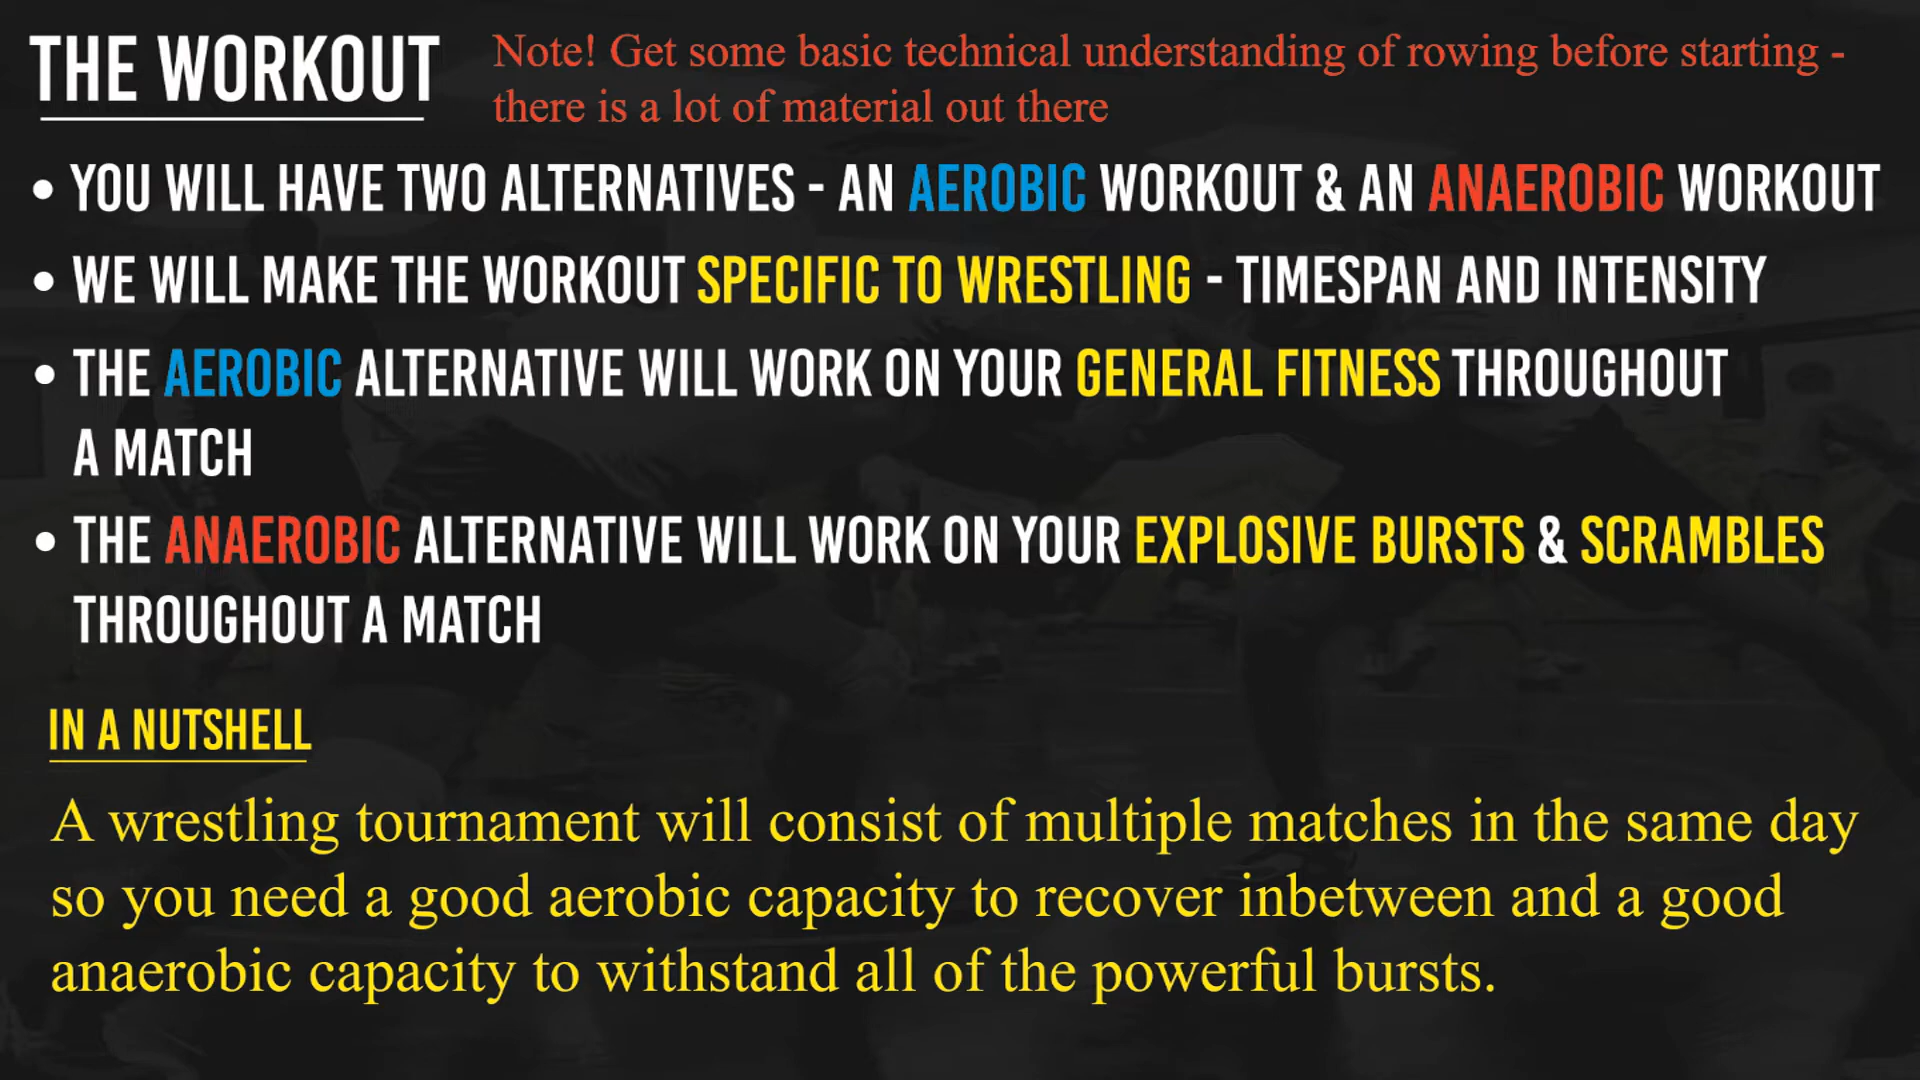 THE WORKOUT
Note! Get some basic technical understanding of rowing before starting -
there is a lot of material out there
• YOU WILL HAVE TWO ALTERNATIVES - AN AEROBIC WORKOUT & AN ANAEROBIC WORKOUT
• WE WILL MAKE THE WORKOUT SPECIFIC TO WRESTLING - TIMESPAN AND INTENSITY
• THE AEROBIC ALTERNATIVE WILL WORK ON YOUR GENERAL FITNESS THROUGHOUT
A MATCH
• THE ANAEROBIC ALTERNATIVE WILL WORK ON YOUR EXPLOSIVE BURSTS & SCRAMBLES
THROUGHOUT A MATCH
IN A NUTSHELL
A wrestling tournament will consist of multiple matches in the same day
so you need a good aerobic capacity to recover inbetween and a good
anaerobic capacity to withstand all of the powerful bursts.